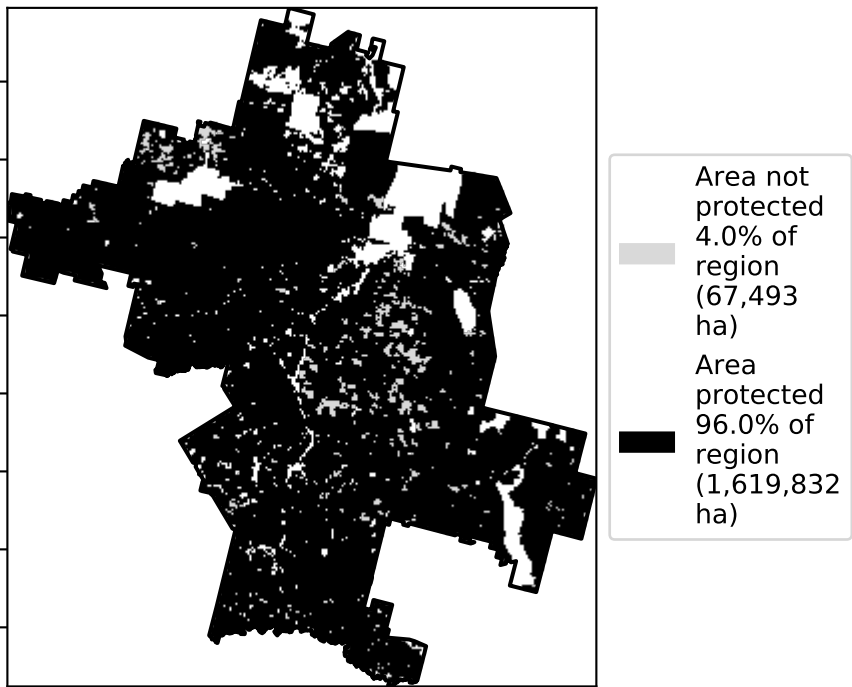 Area not
protected
4.0% of
region
(67,493
ha)
Area
protected
96.0% of
region
(1,619,832
ha)